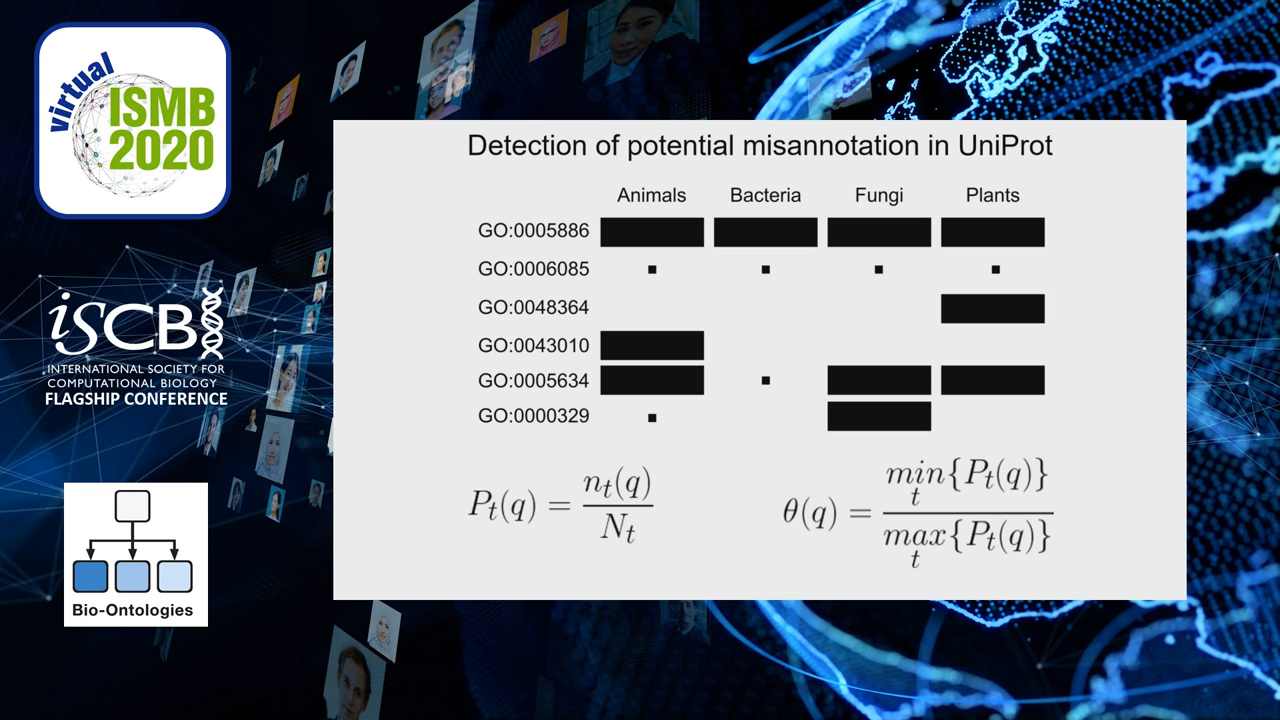 virtual
ISMB
2020
iSCB
INTERNATIONAL SOCIETY FOR
COMPUTATIONAL BIOLOGY
FLAGSHIP CONFERENCE
Bio-Ontologies
Detection of potential misannotation in UniProt
Animals Bacteria Fungi Plants
GO:0005886
GO:0006085
GO:0048364
GO:0043010
GO:0005634
GO:0000329
P_t(q) = n_t(q) / N_t
θ(q) = min_t{P_t(q)} / max_t{P_t(q)}